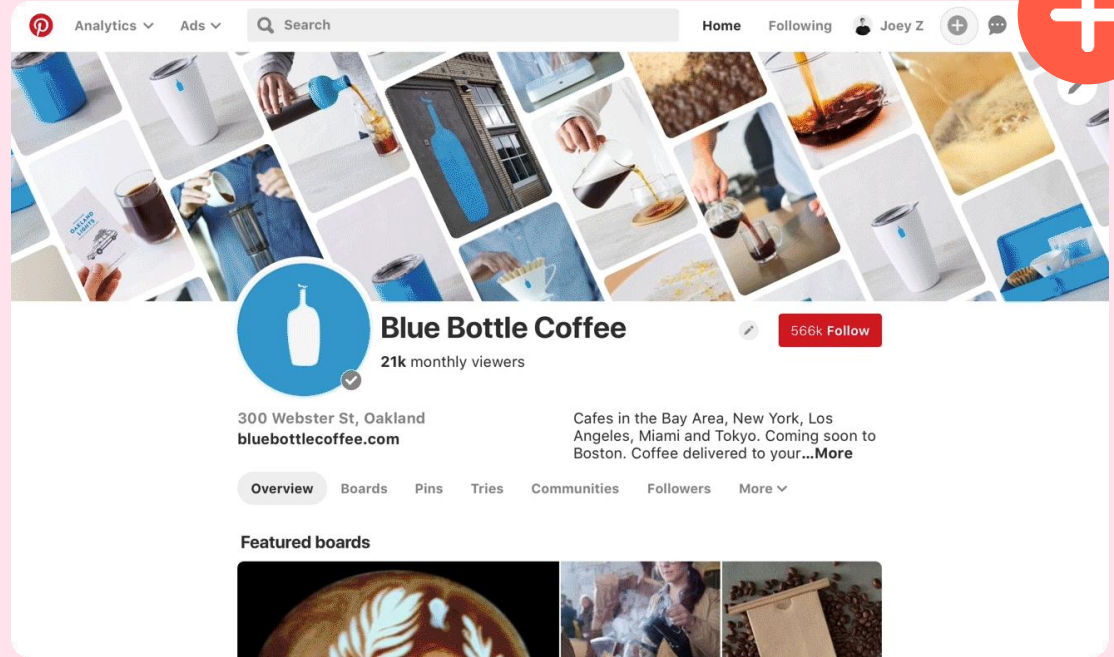 Analytics Ads Search Home Following Joey Z
OAKLAND
LIGHTS
Blue Bottle Coffee
566k Follow
21k monthly viewers
300 Webster St, Oakland
bluebottlecoffee.com
Cafes in the Bay Area, New York, Los
Angeles, Miami and Tokyo. Coming soon to
Boston. Coffee delivered to your...More
Overview Boards Pins Tries Communities Followers More
Featured boards